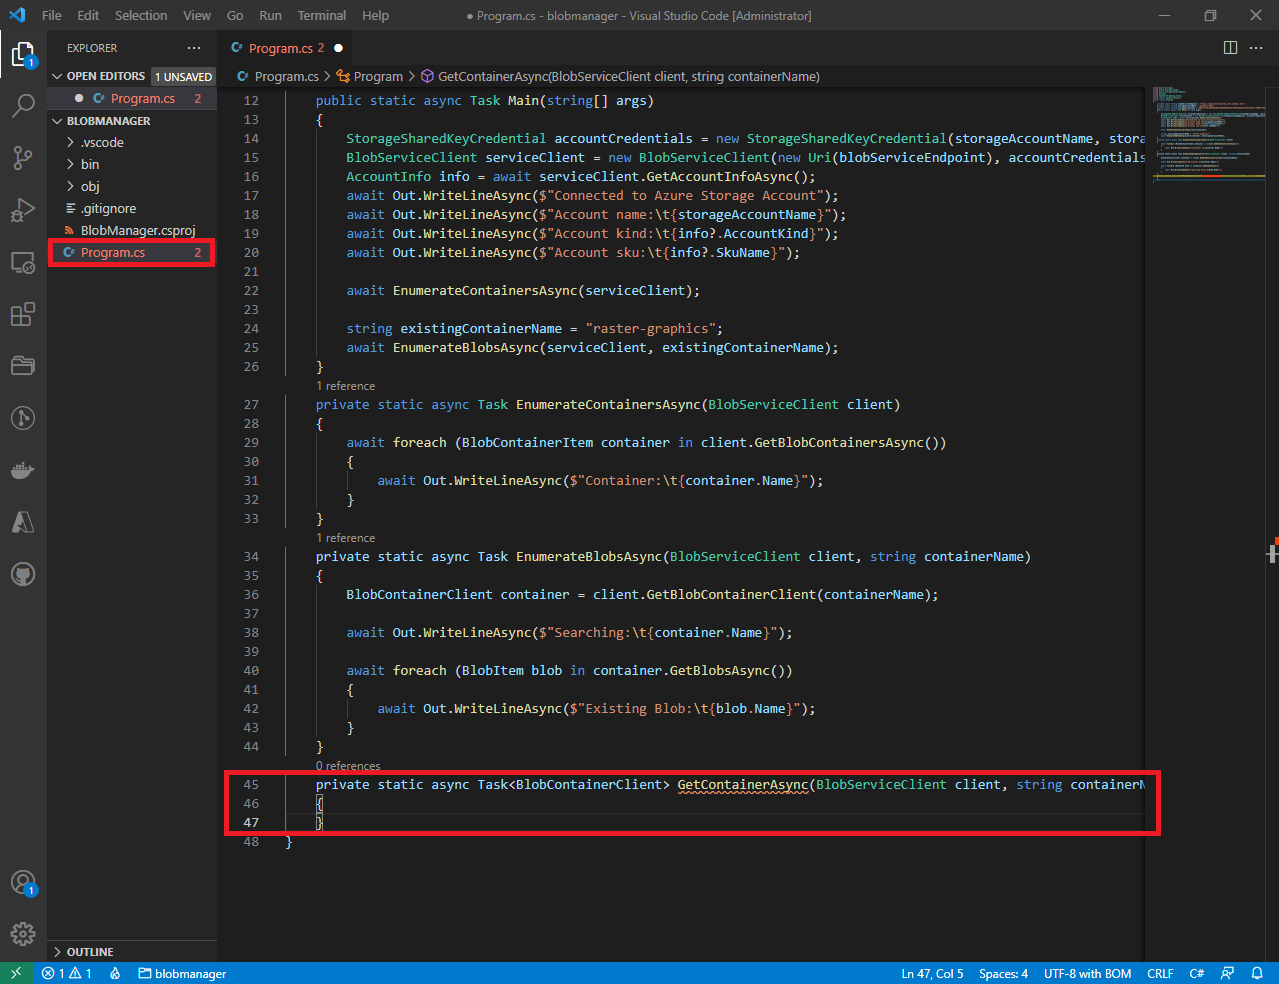 File Edit Selection View Go Run Terminal Help ● Program.cs - blobmanager - Visual Studio Code [Administrator]
EXPLORER ···
Program.cs 2 ●
OPEN EDITORS 1 UNSAVED
Program.cs > Program > GetContainerAsync(BlobServiceClient client, string containerName)
● Program.cs 2
BLOBMANAGER
.vscode
bin
obj
.gitignore
BlobManager.csproj
Program.cs 2
12 public static async Task Main(string[] args)
13 {
14 StorageSharedKeyCredential accountCredentials = new StorageSharedKeyCredential(storageAccountName, stora
15 BlobServiceClient serviceClient = new BlobServiceClient(new Uri(blobServiceEndpoint), accountCredentials
16 AccountInfo info = await serviceClient.GetAccountInfoAsync();
17 await Out.WriteLineAsync($"Connected to Azure Storage Account");
18 await Out.WriteLineAsync($"Account name:\t{storageAccountName}");
19 await Out.WriteLineAsync($"Account kind:\t{info?.AccountKind}");
20 await Out.WriteLineAsync($"Account sku:\t{info?.SkuName}");
21
22 await EnumerateContainersAsync(serviceClient);
23
24 string existingContainerName = "raster-graphics";
25 await EnumerateBlobsAsync(serviceClient, existingContainerName);
26 }
1 reference
27 private static async Task EnumerateContainersAsync(BlobServiceClient client)
28 {
29 await foreach (BlobContainerItem container in client.GetBlobContainersAsync())
30 {
31 await Out.WriteLineAsync($"Container:\t{container.Name}");
32 }
33 }
1 reference
34 private static async Task EnumerateBlobsAsync(BlobServiceClient client, string containerName)
35 {
36 BlobContainerClient container = client.GetBlobContainerClient(containerName);
37
38 await Out.WriteLineAsync($"Searching:\t{container.Name}");
39
40 await foreach (BlobItem blob in container.GetBlobsAsync())
41 {
42 await Out.WriteLineAsync($"Existing Blob:\t{blob.Name}");
43 }
44 }
0 references
45 private static async Task<BlobContainerClient> GetContainerAsync(BlobServiceClient client, string containerN
46 {
47 }
48 }
1
1
OUTLINE
1 1 blobmanager Ln 47, Col 5 Spaces: 4 UTF-8 with BOM CRLF C#